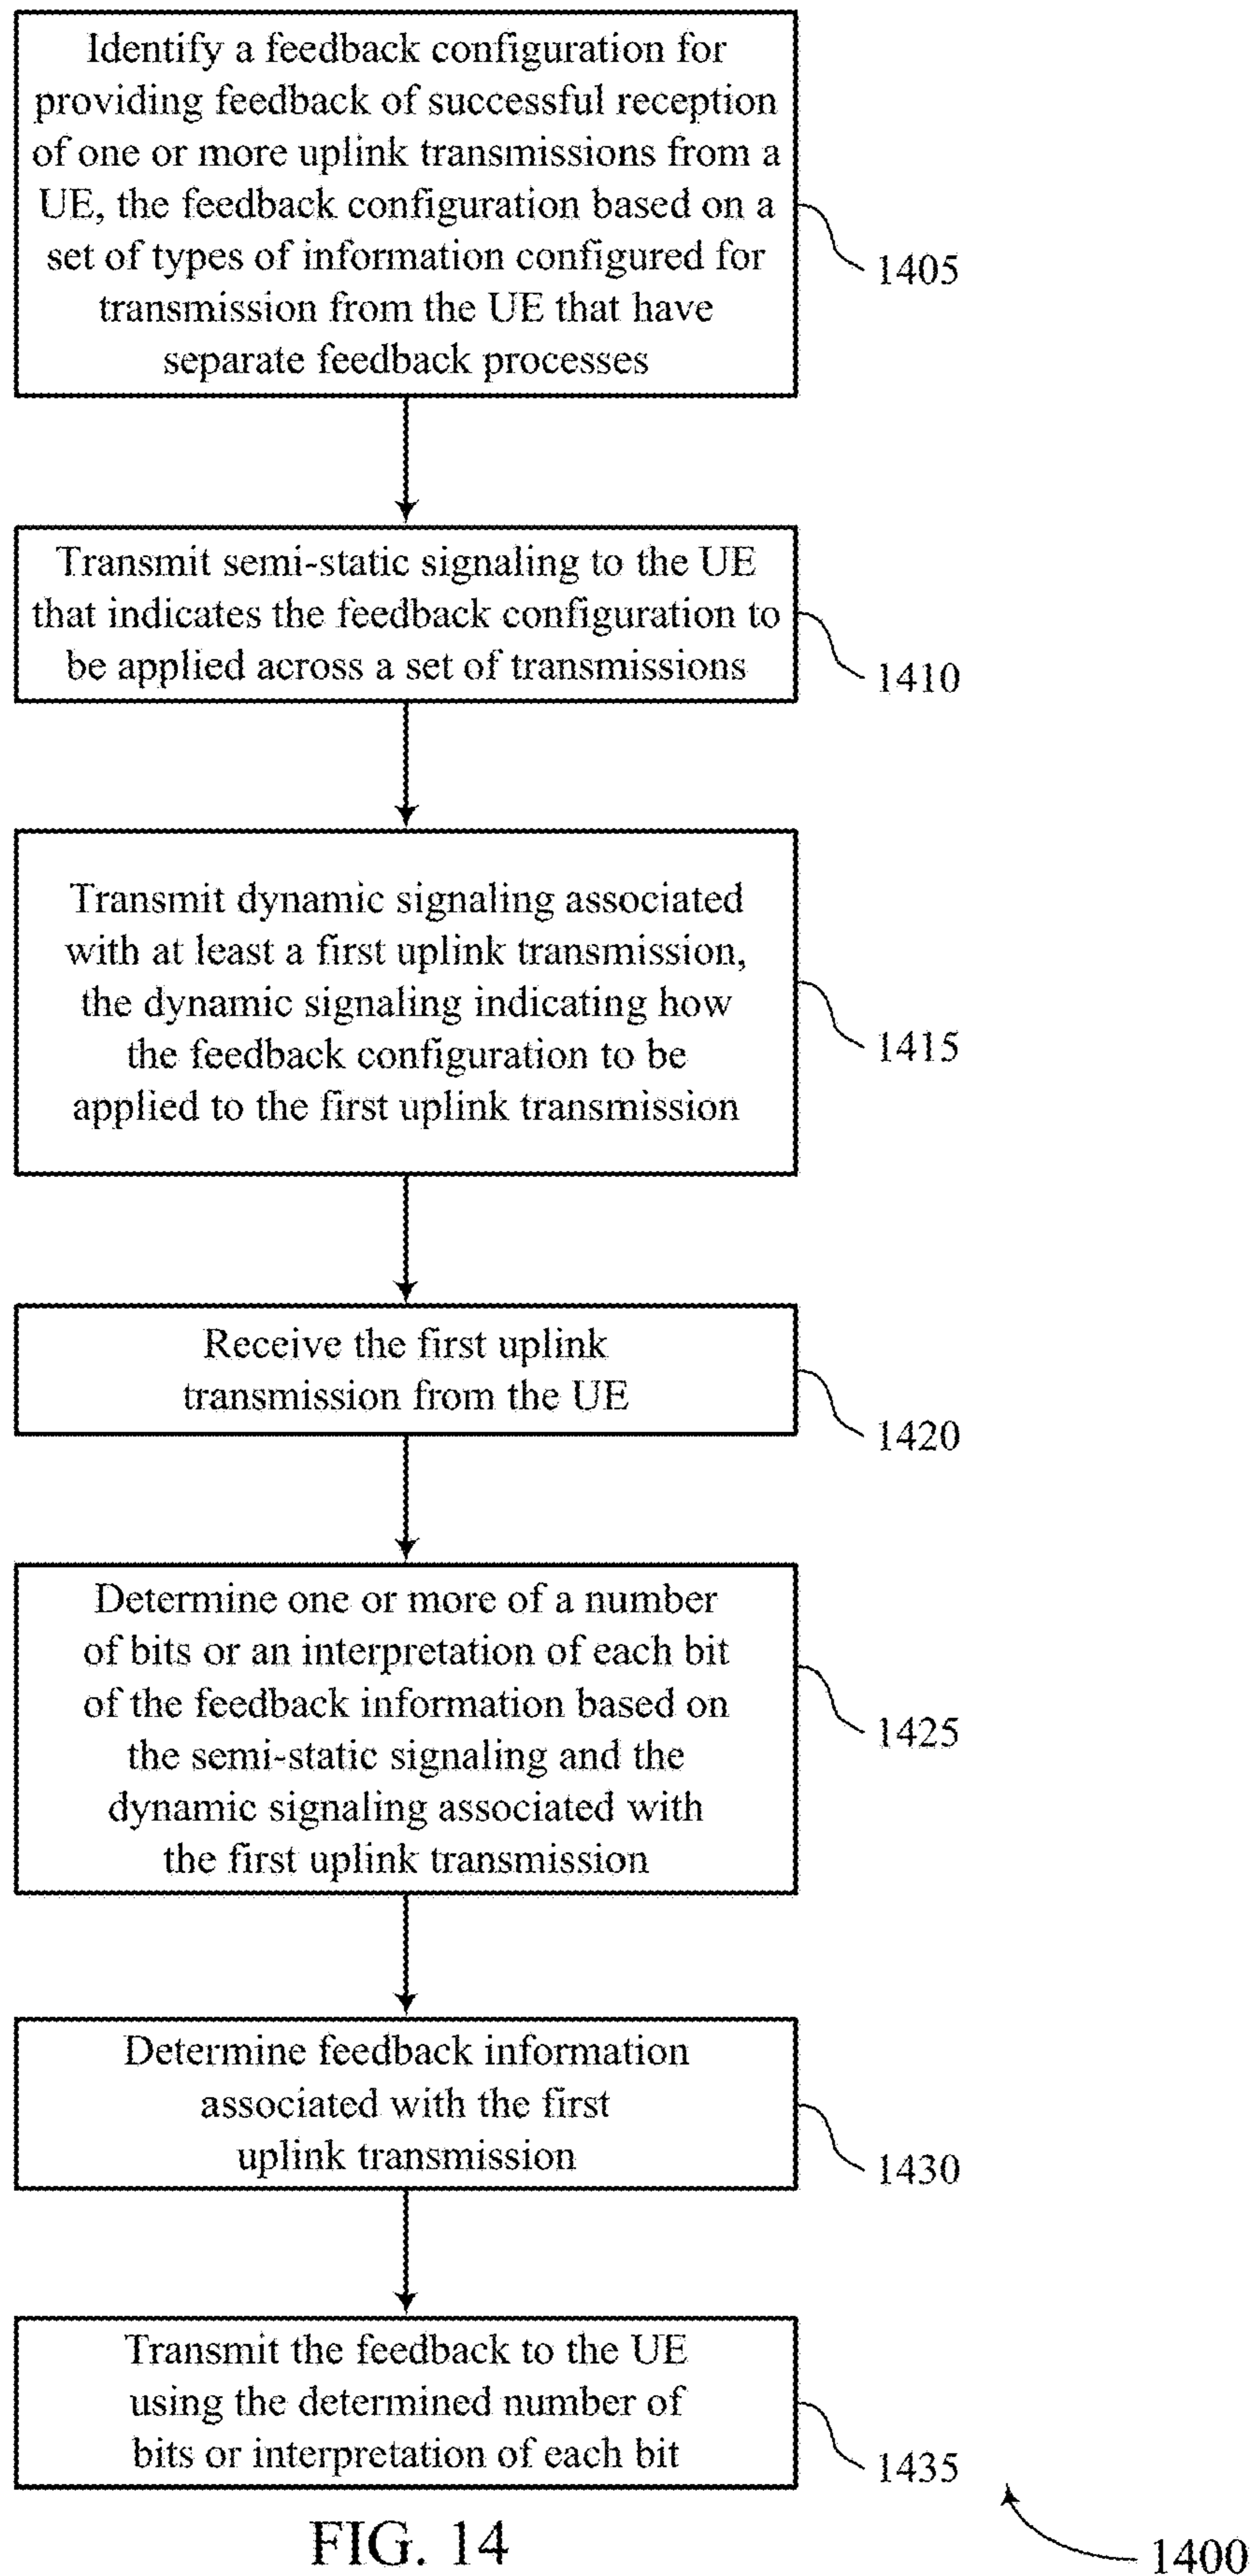 Identify a feedback configuration for
providing feedback of successful reception
of one or more uplink transmissions from a
UE, the feedback configuration based on a
set of types of information configured for
transmission from the UE that have
separate feedback processes
1405
Transmit semi-static signaling to the UE
that indicates the feedback configuration to
be applied across a set of transmissions
1410
Transmit dynamic signaling associated
with at least a first uplink transmission,
the dynamic signaling indicating how
the feedback configuration to be
applied to the first uplink transmission
1415
Receive the first uplink
transmission from the UE
1420
Determine one or more of a number
of bits or an interpretation of each bit
of the feedback information based on
the semi-static signaling and the
dynamic signaling associated with
the first uplink transmission
1425
Determine feedback information
associated with the first
uplink transmission
1430
Transmit the feedback to the UE
using the determined number of
bits or interpretation of each bit
1435
FIG. 14
1400